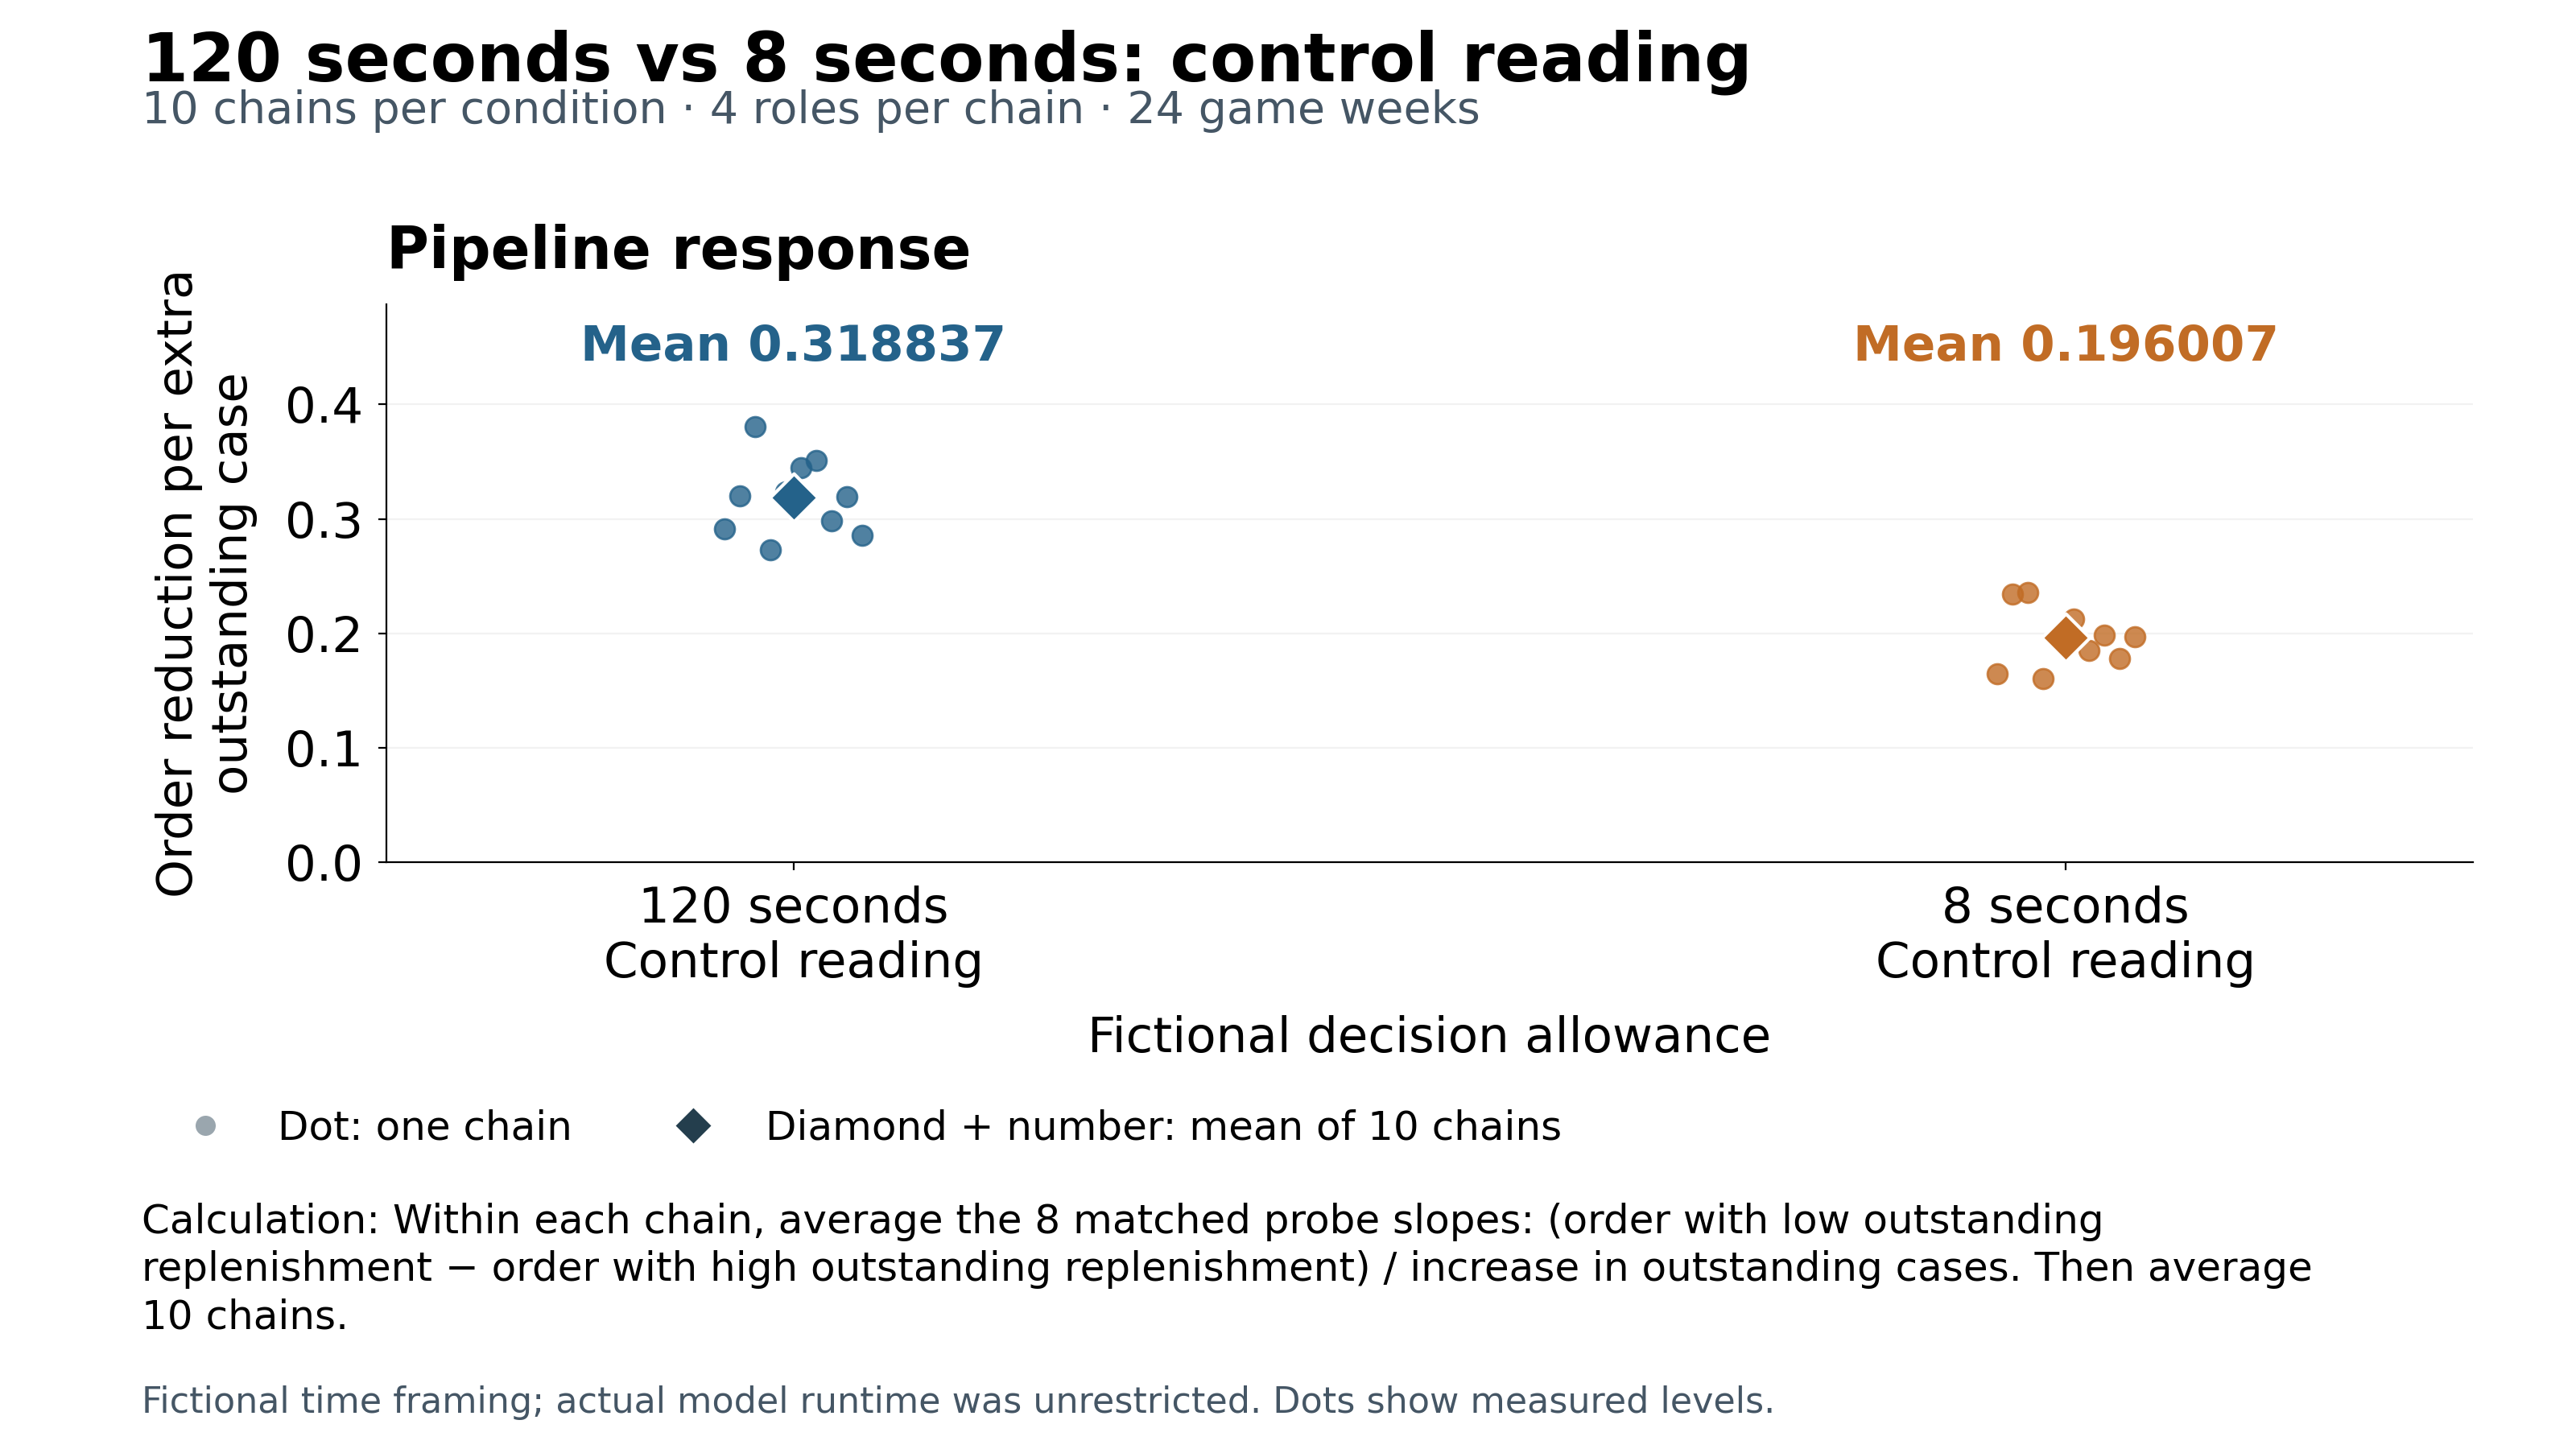 120 seconds vs 8 seconds: control reading
10 chains per condition · 4 roles per chain · 24 game weeks
Pipeline response
Order reduction per extra
outstanding case
Mean 0.318837
Mean 0.196007
0.4
0.3
0.2
0.1
0.0
120 seconds
Control reading
8 seconds
Control reading
Fictional decision allowance
Dot: one chain
Diamond + number: mean of 10 chains
Calculation: Within each chain, average the 8 matched probe slopes: (order with low outstanding
replenishment − order with high outstanding replenishment) / increase in outstanding cases. Then average
10 chains.
Fictional time framing; actual model runtime was unrestricted. Dots show measured levels.